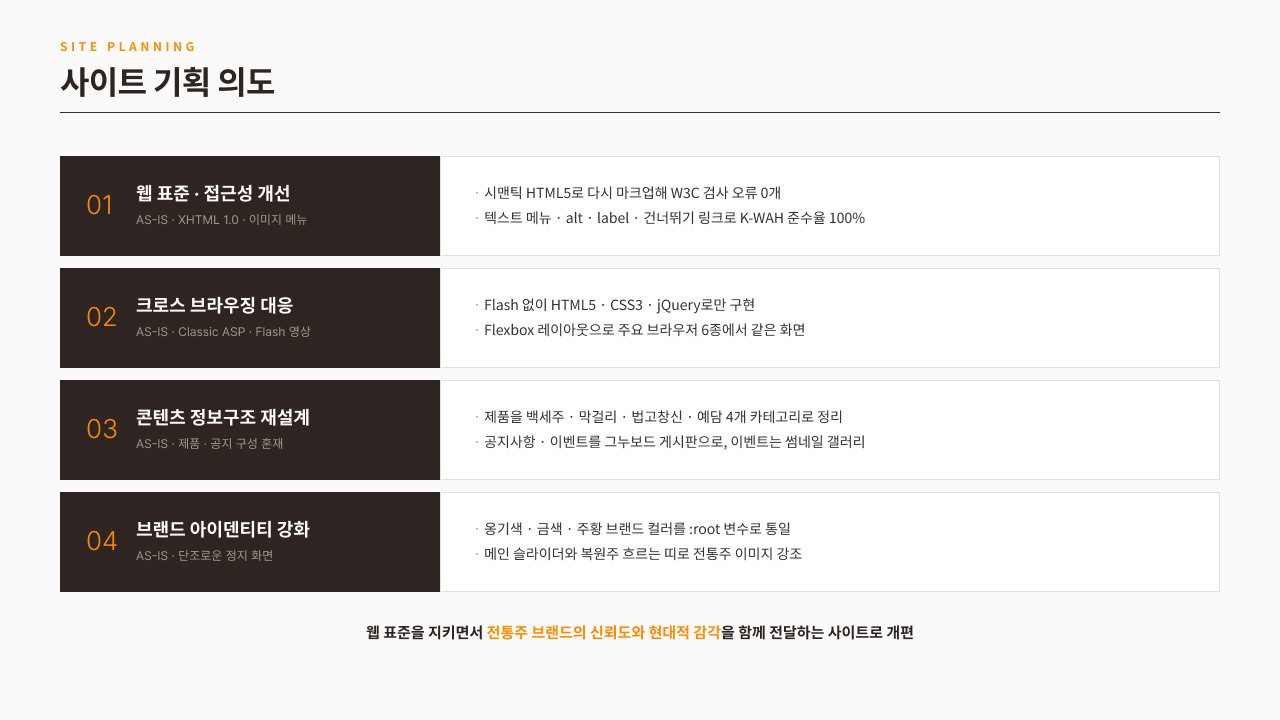 SITE PLANNING
사이트 기획 의도
01
웹 표준 · 접근성 개선
AS-IS · XHTML 1.0 · 이미지 메뉴
· 시맨틱 HTML5로 다시 마크업해 W3C 검사 오류 0개
· 텍스트 메뉴 · alt · label · 건너뛰기 링크로 K-WAH 준수율 100%
02
크로스 브라우징 대응
AS-IS · Classic ASP · Flash 영상
· Flash 없이 HTML5 · CSS3 · jQuery로만 구현
· Flexbox 레이아웃으로 주요 브라우저 6종에서 같은 화면
03
콘텐츠 정보구조 재설계
AS-IS · 제품 · 공지 구성 혼재
· 제품을 백세주 · 막걸리 · 법고창신 · 예담 4개 카테고리로 정리
· 공지사항 · 이벤트를 그누보드 게시판으로, 이벤트는 썸네일 갤러리
04
브랜드 아이덴티티 강화
AS-IS · 단조로운 정지 화면
· 옹기색 · 금색 · 주황 브랜드 컬러를 :root 변수로 통일
· 메인 슬라이더와 복원주 흐르는 띠로 전통주 이미지 강조
웹 표준을 지키면서 전통주 브랜드의 신뢰도와 현대적 감각을 함께 전달하는 사이트로 개편